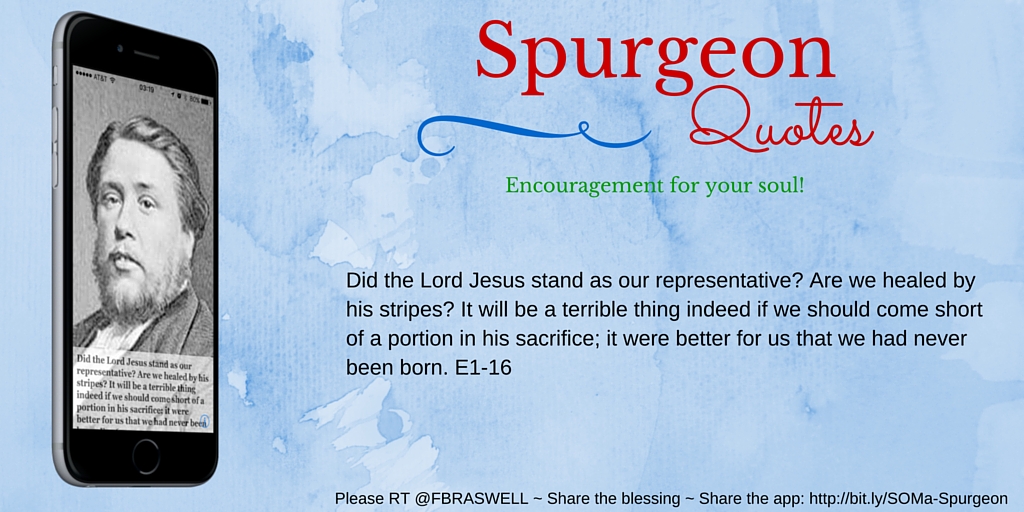 Spurgeon
Quotes
Encouragement for your soul!
Did the Lord Jesus stand as our representative? Are we healed by
his stripes? It will be a terrible thing indeed if we should come short
of a portion in his sacrifice; it were better for us that we had never
been born. E1-16
AT&T
03:19
80%
Did the Lord Jesus stand as our
representative? Are we healed by his
stripes? It will be a terrible thing
indeed if we should come short of a
portion in his sacrifice; it were
better for us that we had never been
Please RT @FBRASWELL ~ Share the blessing ~ Share the app: http://bit.ly/SOMa-Spurgeon